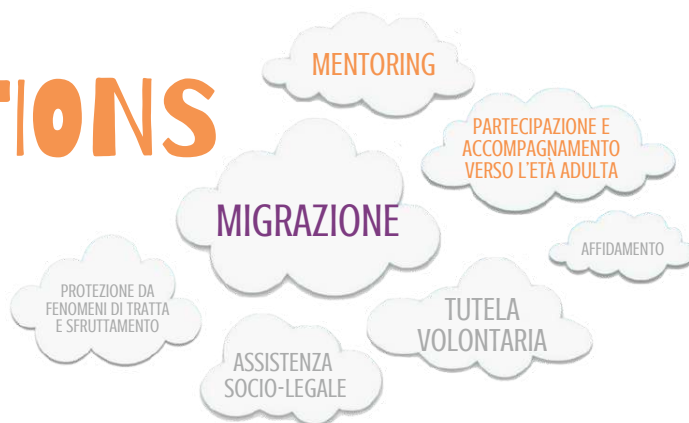 MENTORING
TIONS
PARTECIPAZIONE E
ACCOMPAGNAMENTO
VERSO L'ETÀ ADULTA
MIGRAZIONE
AFFIDAMENTO
PROTEZIONE DA
FENOMENI DI TRATTA
E SFRUTTAMENTO
TUTELA
VOLONTARIA
ASSISTENZA
SOCIO-LEGALE